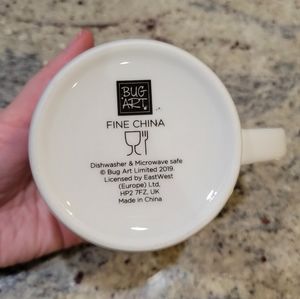 BUG
ART
FINE CHINA
Dishwasher & Microwave safe
© Bug Art Limited 2019.
Licensed by EastWest
(Europe) Ltd,
HP2 7FZ, UK
Made in China